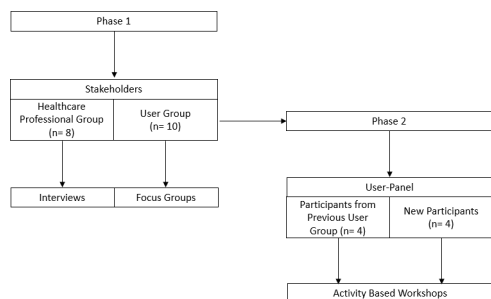 Phase 1
Stakeholders
Healthcare
Professional Group
(n= 8)
User Group
(n= 10)
Interviews
Focus Groups
Phase 2
User-Panel
Participants from
Previous User
Group (n= 4)
New Participants
(n= 4)
Activity Based Workshops